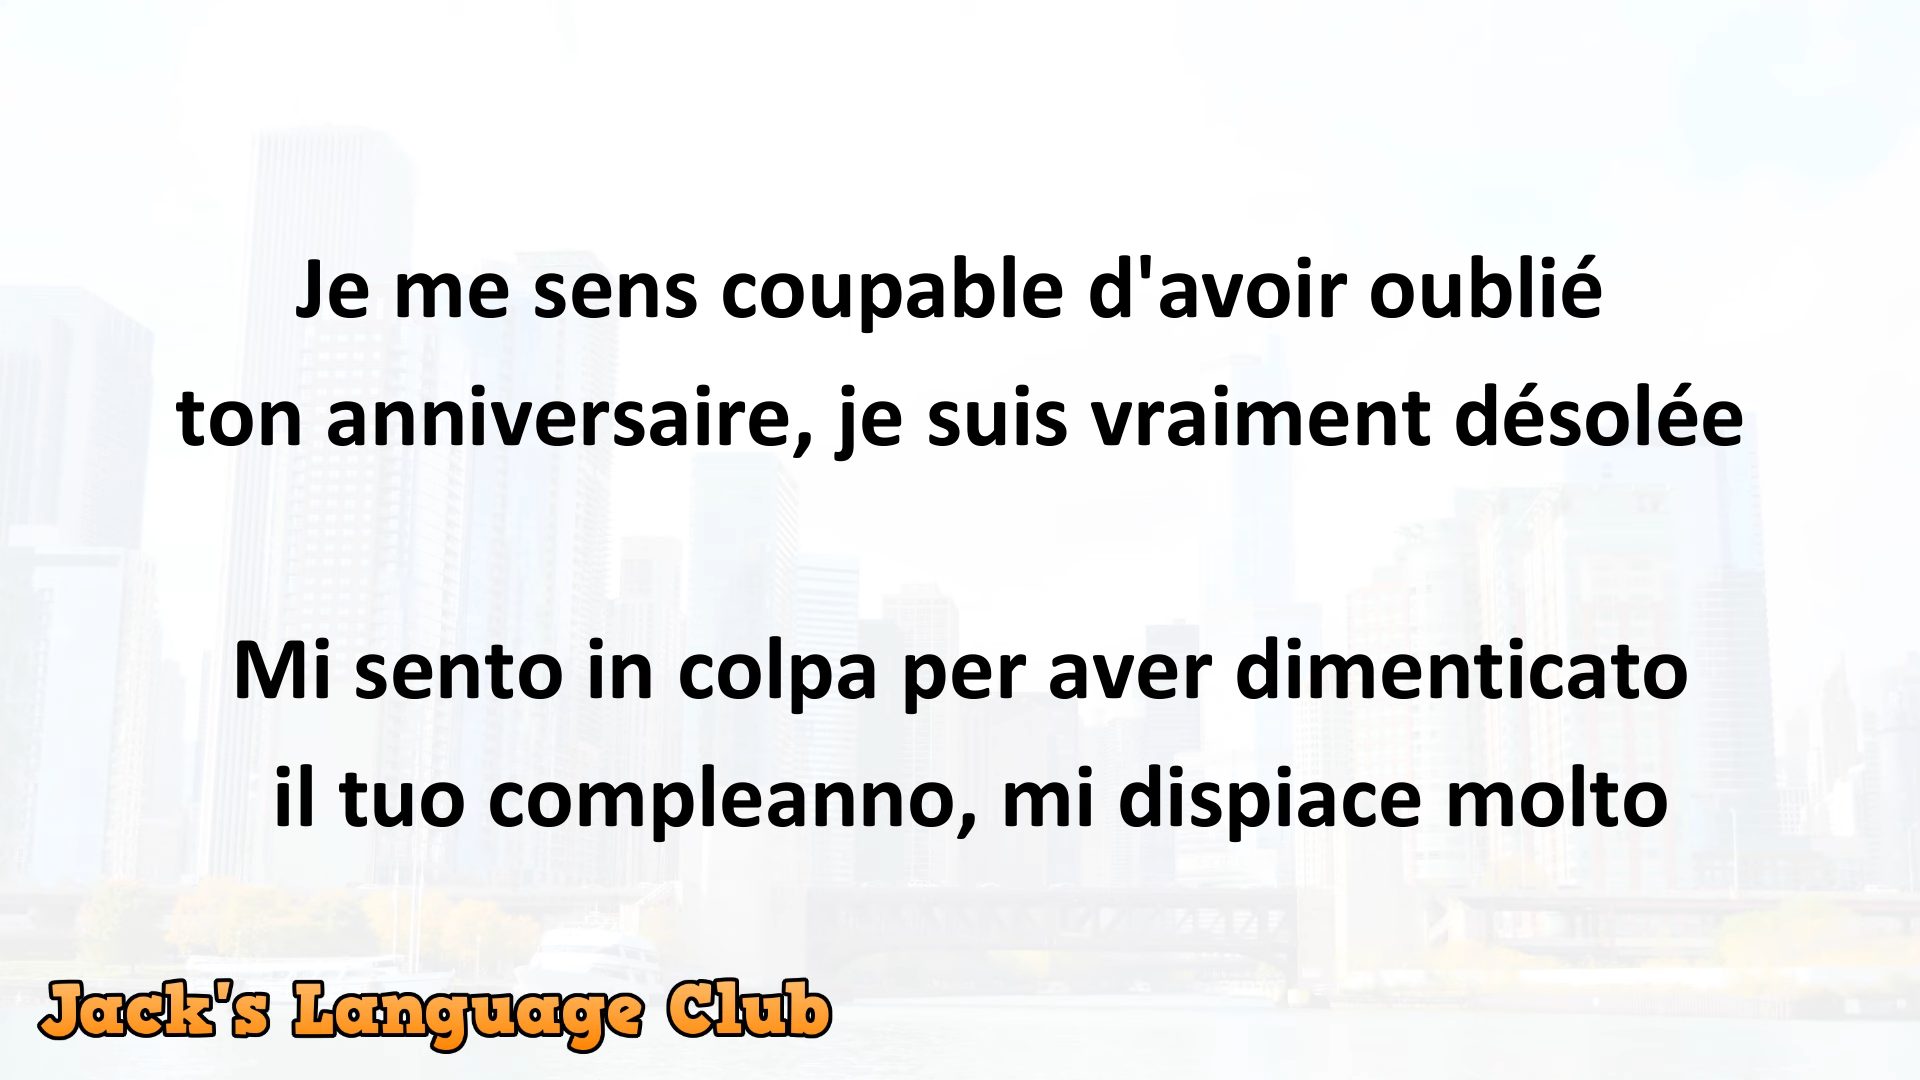 Je me sens coupable d'avoir oublié
ton anniversaire, je suis vraiment désolée
Mi sento in colpa per aver dimenticato
il tuo compleanno, mi dispiace molto
Jack's Language Club